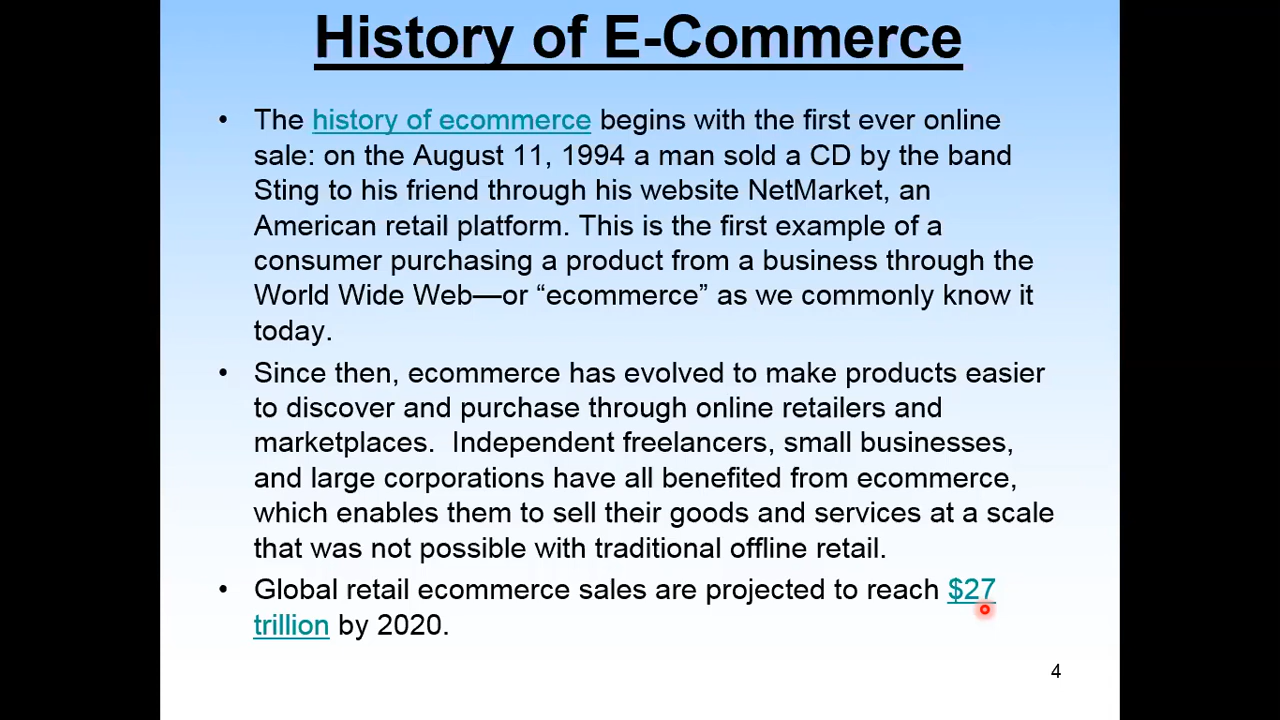 History of E-Commerce
• The history of ecommerce begins with the first ever online
sale: on the August 11, 1994 a man sold a CD by the band
Sting to his friend through his website NetMarket, an
American retail platform. This is the first example of a
consumer purchasing a product from a business through the
World Wide Web—or “ecommerce” as we commonly know it
today.
• Since then, ecommerce has evolved to make products easier
to discover and purchase through online retailers and
marketplaces.  Independent freelancers, small businesses,
and large corporations have all benefited from ecommerce,
which enables them to sell their goods and services at a scale
that was not possible with traditional offline retail.
• Global retail ecommerce sales are projected to reach $27
trillion by 2020.
4